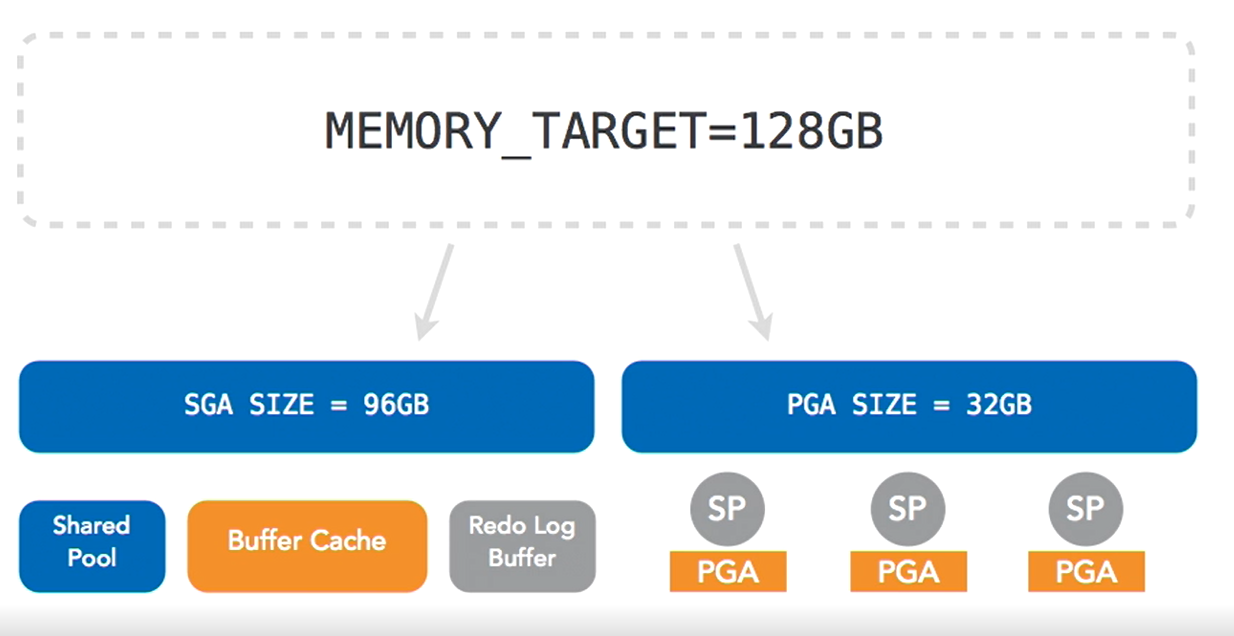 MEMORY_TARGET=128GB
SGA SIZE = 96GB
PGA SIZE = 32GB
Shared
Pool
Buffer Cache
Redo Log
Buffer
SP
SP
SP
PGA
PGA
PGA